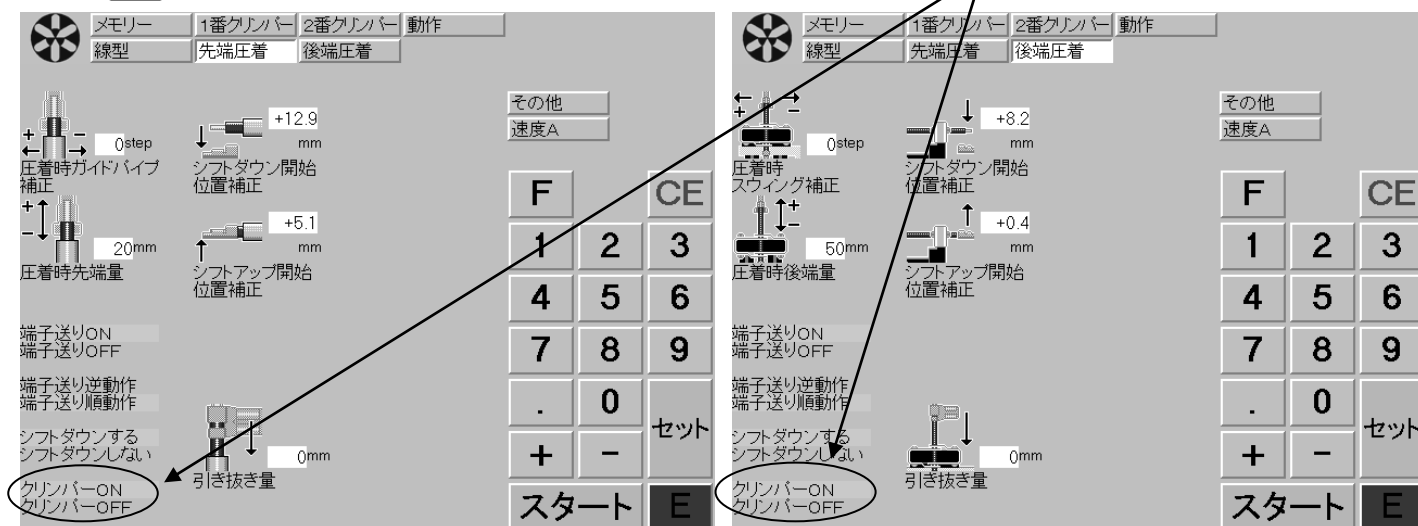 メモリー 1番クリンパー 2番クリンパー 動作
線型 先端圧着 後端圧着
その他
速度A
+12.9
mm
0step
圧着時ガイドパイプ
補正
シフトダウン開始
位置補正
+5.1
mm
20mm
圧着時先端量
シフトアップ開始
位置補正
端子送りON
端子送りOFF
端子送り逆動作
端子送り順動作
シフトダウンする
シフトダウンしない
クリンパーON
クリンパーOFF
0mm
引き抜き量
F CE
1 2 3
4 5 6
7 8 9
. 0
セット
+ -
スタート E
メモリー 1番クリンパー 2番クリンパー 動作
線型 先端圧着 後端圧着
その他
速度A
+8.2
mm
0step
圧着時
スウィング補正
シフトダウン開始
位置補正
+0.4
mm
50mm
圧着時後端量
シフトアップ開始
位置補正
端子送りON
端子送りOFF
端子送り逆動作
端子送り順動作
シフトダウンする
シフトダウンしない
クリンパーON
クリンパーOFF
0mm
引き抜き量
F CE
1 2 3
4 5 6
7 8 9
. 0
セット
+ -
スタート E